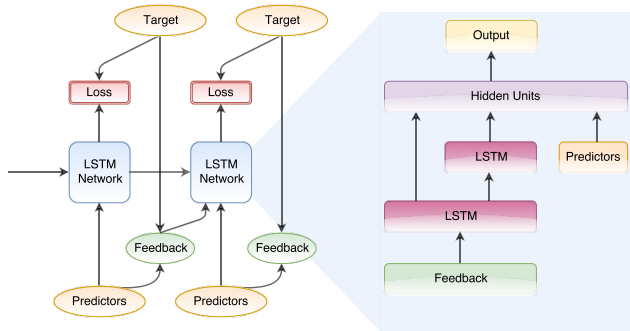 Target
Target
Loss
Loss
LSTM
Network
LSTM
Network
Feedback
Feedback
Predictors
Predictors
Output
Hidden Units
LSTM
Predictors
LSTM
Feedback